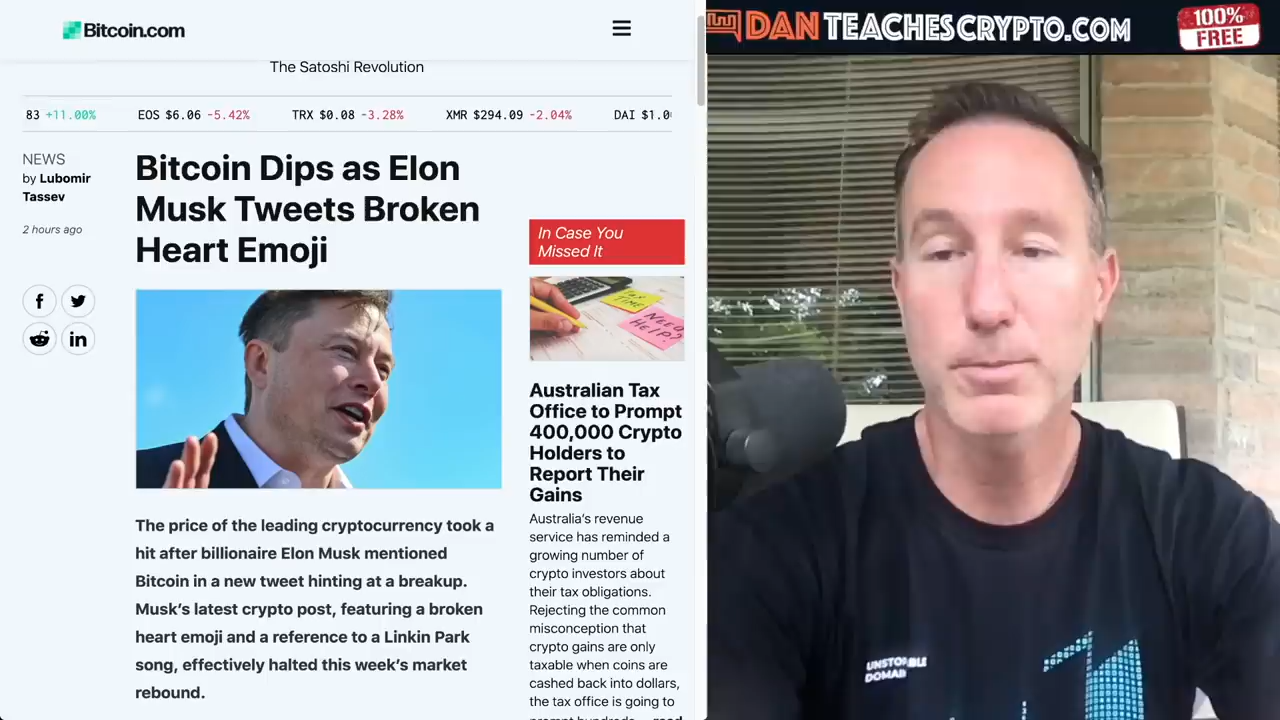 Bitcoin.com
The Satoshi Revolution
83 +11.00% EOS $6.06 -5.42% TRX $0.08 -3.28% XMR $294.09 -2.04% DAI $1.0
NEWS
by Lubomir
Tassev
2 hours ago
Bitcoin Dips as Elon
Musk Tweets Broken
Heart Emoji
The price of the leading cryptocurrency took a
hit after billionaire Elon Musk mentioned
Bitcoin in a new tweet hinting at a breakup.
Musk's latest crypto post, featuring a broken
heart emoji and a reference to a Linkin Park
song, effectively halted this week's market
rebound.
In Case You
Missed It
TAX
TIME
NEED
HELP?
Australian Tax
Office to Prompt
400,000 Crypto
Holders to
Report Their
Gains
Australia's revenue
service has reminded a
growing number of
crypto investors about
their tax obligations.
Rejecting the common
misconception that
crypto gains are only
taxable when coins are
cashed back into dollars,
the tax office is going to
DANTEACHESCRYPTO.COM
100%
FREE
UNSTOPPABLE
DOMAINS